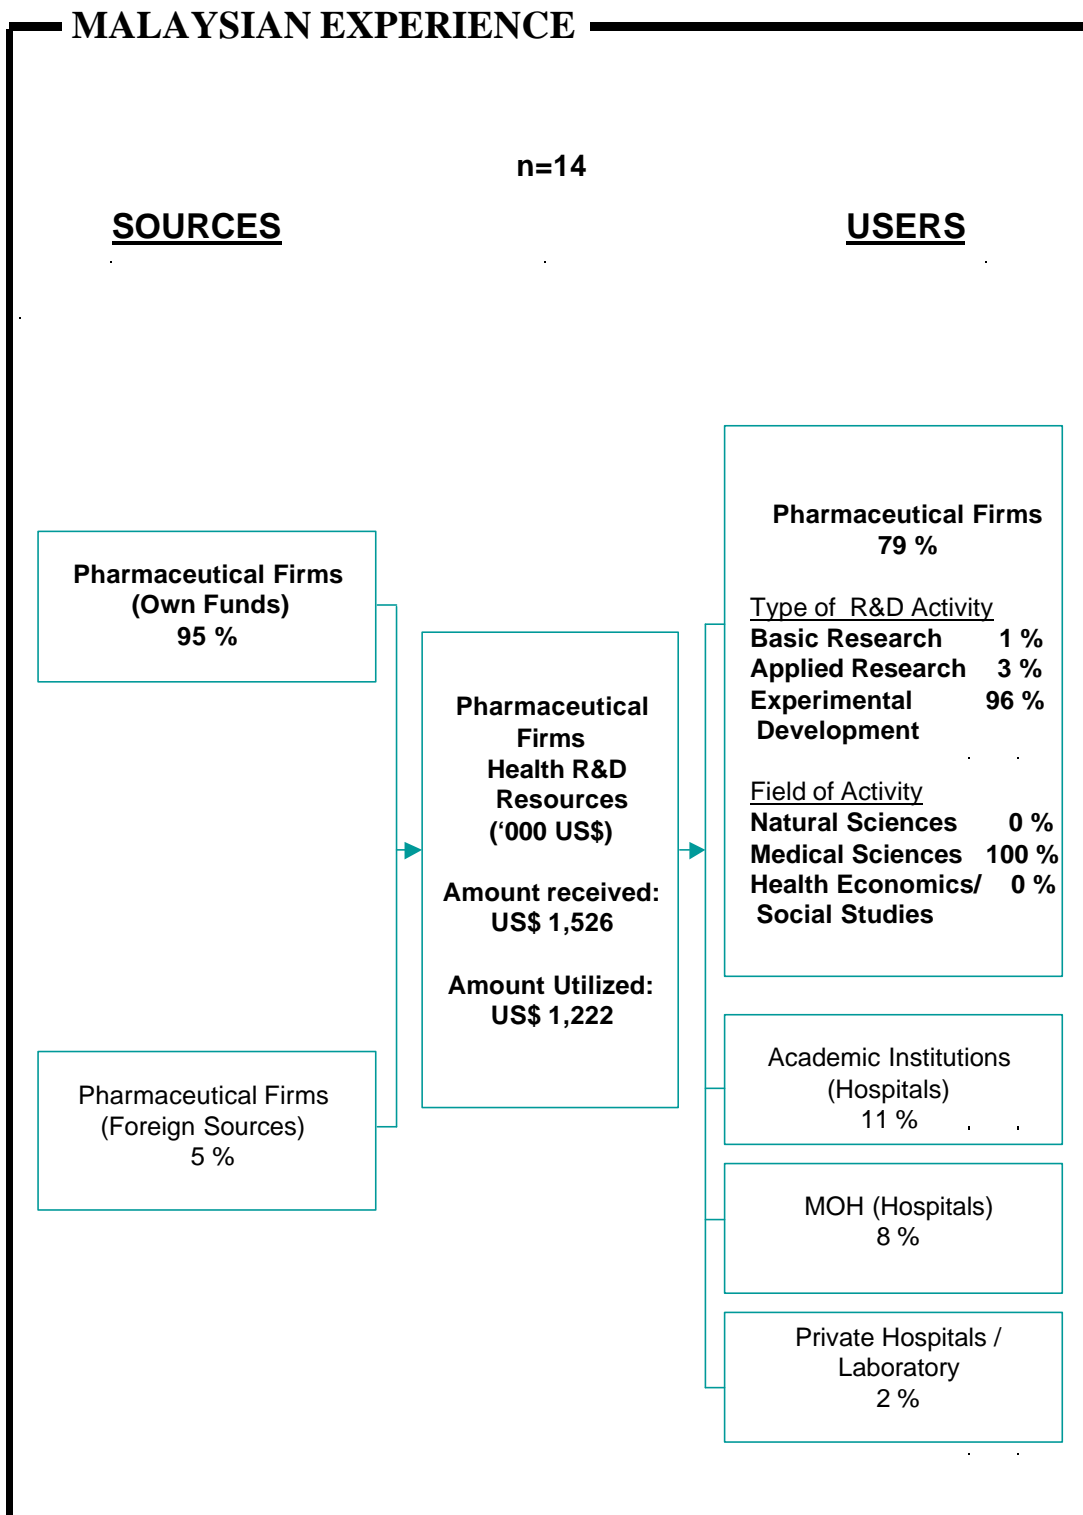 MALAYSIAN EXPERIENCE
n=14
SOURCES
USERS
Pharmaceutical Firms
(Own Funds)
95 %
Pharmaceutical Firms
(Foreign Sources)
5 %
Pharmaceutical
Firms
Health R&D
Resources
(‘000 US$)
Amount received:
US$ 1,526
Amount Utilized:
US$ 1,222
Pharmaceutical Firms
79 %
Type of R&D Activity
Basic Research 1 %
Applied Research 3 %
Experimental 96 %
Development
Field of Activity
Natural Sciences 0 %
Medical Sciences 100 %
Health Economics/ 0 %
Social Studies
Academic Institutions
(Hospitals)
11 %
MOH (Hospitals)
8 %
Private Hospitals /
Laboratory
2 %